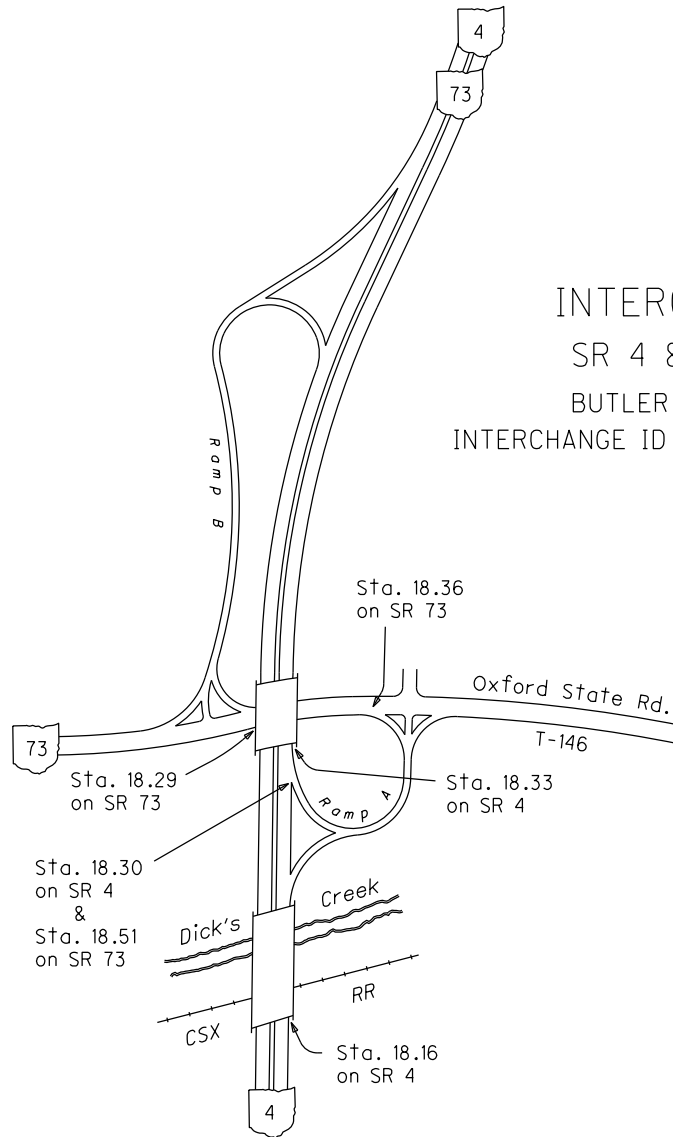 4
73
INTERC
SR 4 &
BUTLER
INTERCHANGE ID
Ramp B
Sta. 18.36
on SR 73
Oxford State Rd.
T-146
73
Sta. 18.29
on SR 73
Sta. 18.33
on SR 4
Ramp A
Sta. 18.30
on SR 4
&
Sta. 18.51
on SR 73
Dick's Creek
CSX RR
Sta. 18.16
on SR 4
4